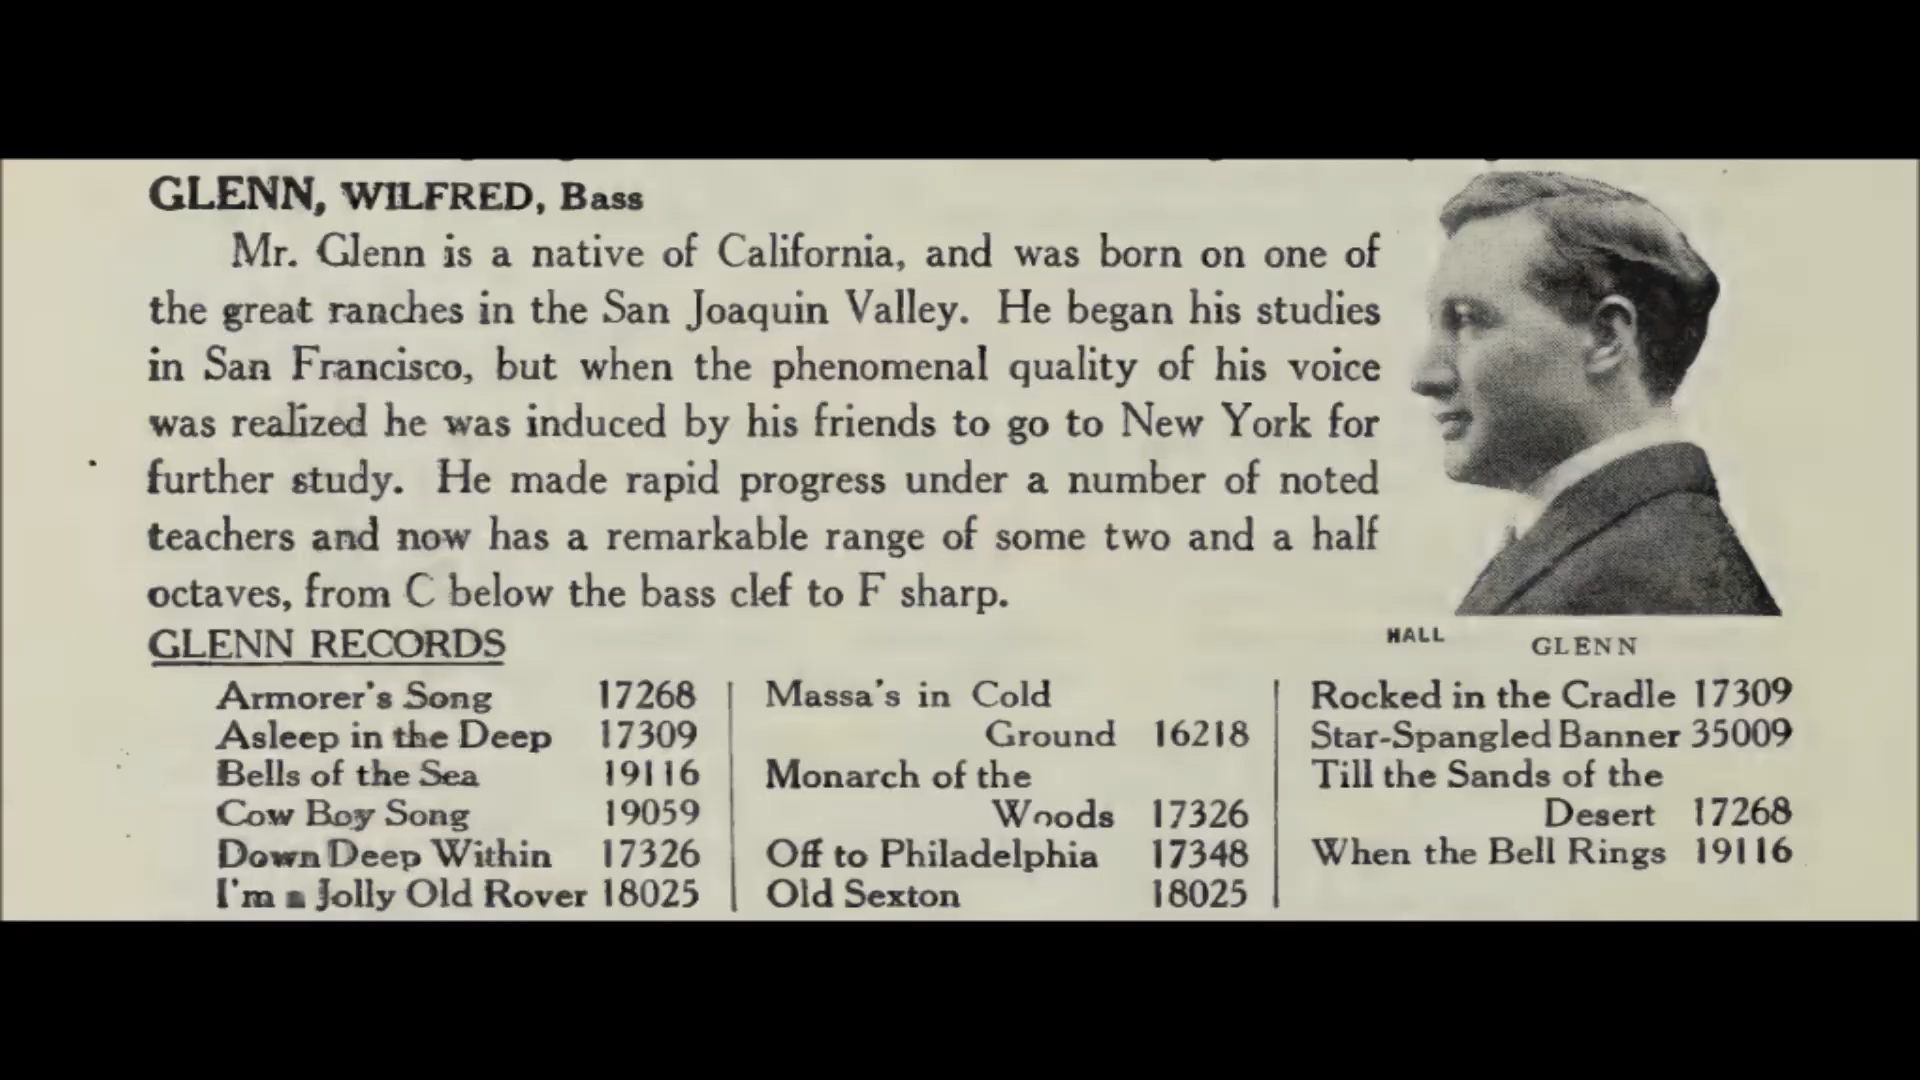 GLENN, WILFRED, Bass
Mr. Glenn is a native of California, and was born on one of
the great ranches in the San Joaquin Valley. He began his studies
in San Francisco, but when the phenomenal quality of his voice
was realized he was induced by his friends to go to New York for
further study. He made rapid progress under a number of noted
teachers and now has a remarkable range of some two and a half
octaves, from C below the bass clef to F sharp.
HALL GLENN
GLENN RECORDS
Armorer's Song 17268
Asleep in the Deep 17309
Bells of the Sea 19116
Cow Boy Song 19059
Down Deep Within 17326
I'm a Jolly Old Rover 18025
Massa's in Cold
Ground 16218
Monarch of the
Woods 17326
Off to Philadelphia 17348
Old Sexton 18025
Rocked in the Cradle 17309
Star-Spangled Banner 35009
Till the Sands of the
Desert 17268
When the Bell Rings 19116